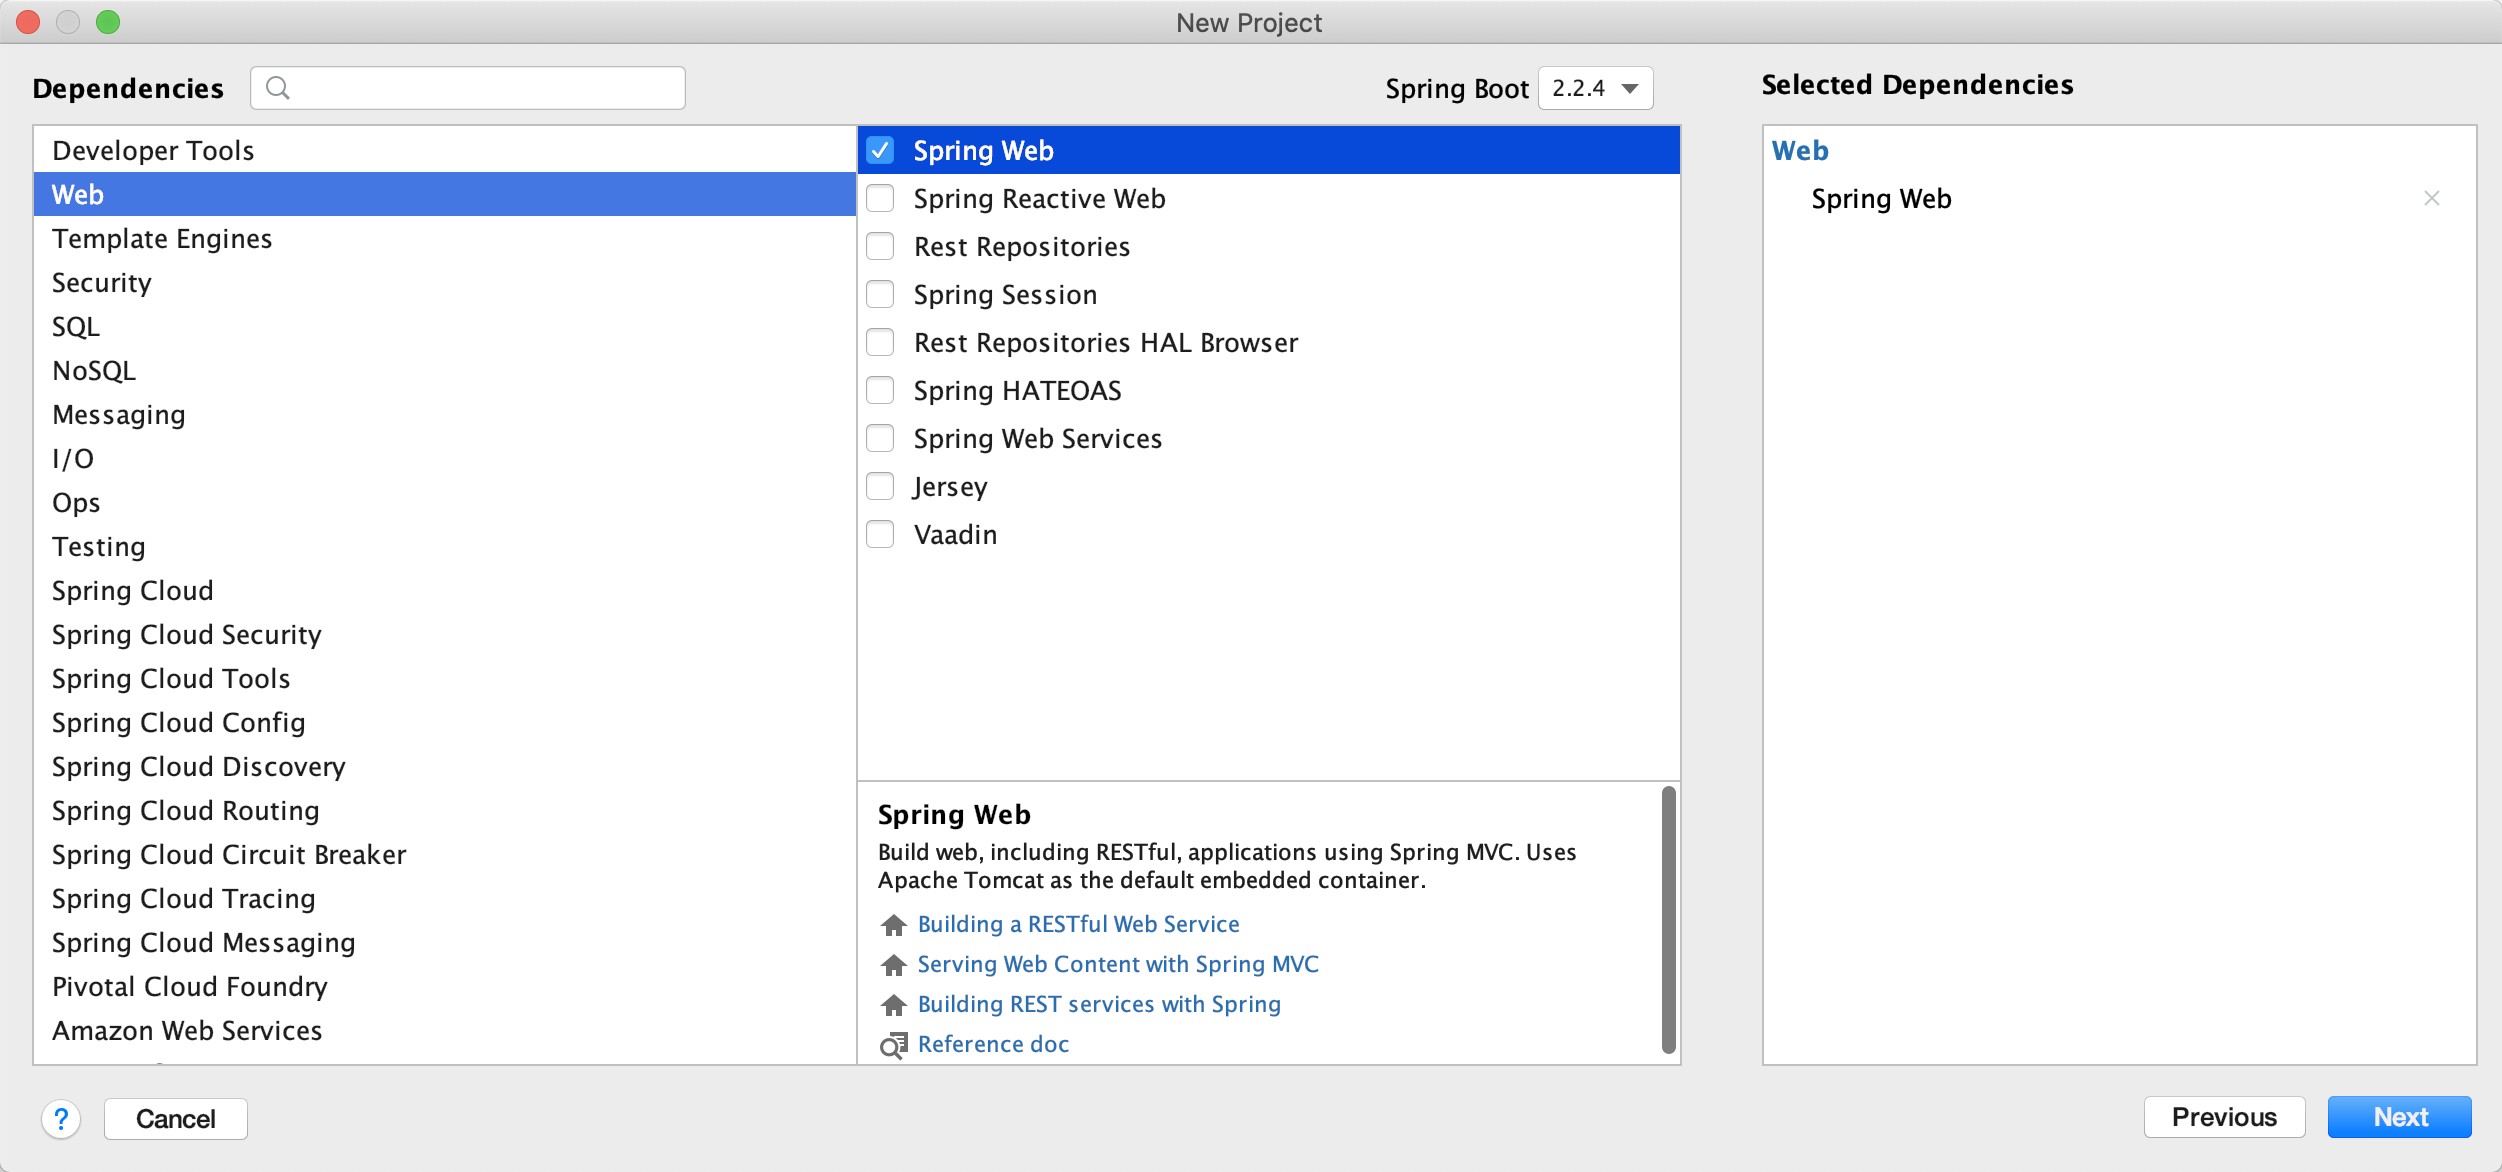 New Project
Dependencies
Spring Boot 2.2.4
Selected Dependencies
Developer Tools
Web
Template Engines
Security
SQL
NoSQL
Messaging
I/O
Ops
Testing
Spring Cloud
Spring Cloud Security
Spring Cloud Tools
Spring Cloud Config
Spring Cloud Discovery
Spring Cloud Routing
Spring Cloud Circuit Breaker
Spring Cloud Tracing
Spring Cloud Messaging
Pivotal Cloud Foundry
Amazon Web Services
Spring Web
Spring Reactive Web
Rest Repositories
Spring Session
Rest Repositories HAL Browser
Spring HATEOAS
Spring Web Services
Jersey
Vaadin
Spring Web
Build web, including RESTful, applications using Spring MVC. Uses
Apache Tomcat as the default embedded container.
Building a RESTful Web Service
Serving Web Content with Spring MVC
Building REST services with Spring
Reference doc
Web
Spring Web
?
Cancel
Previous
Next